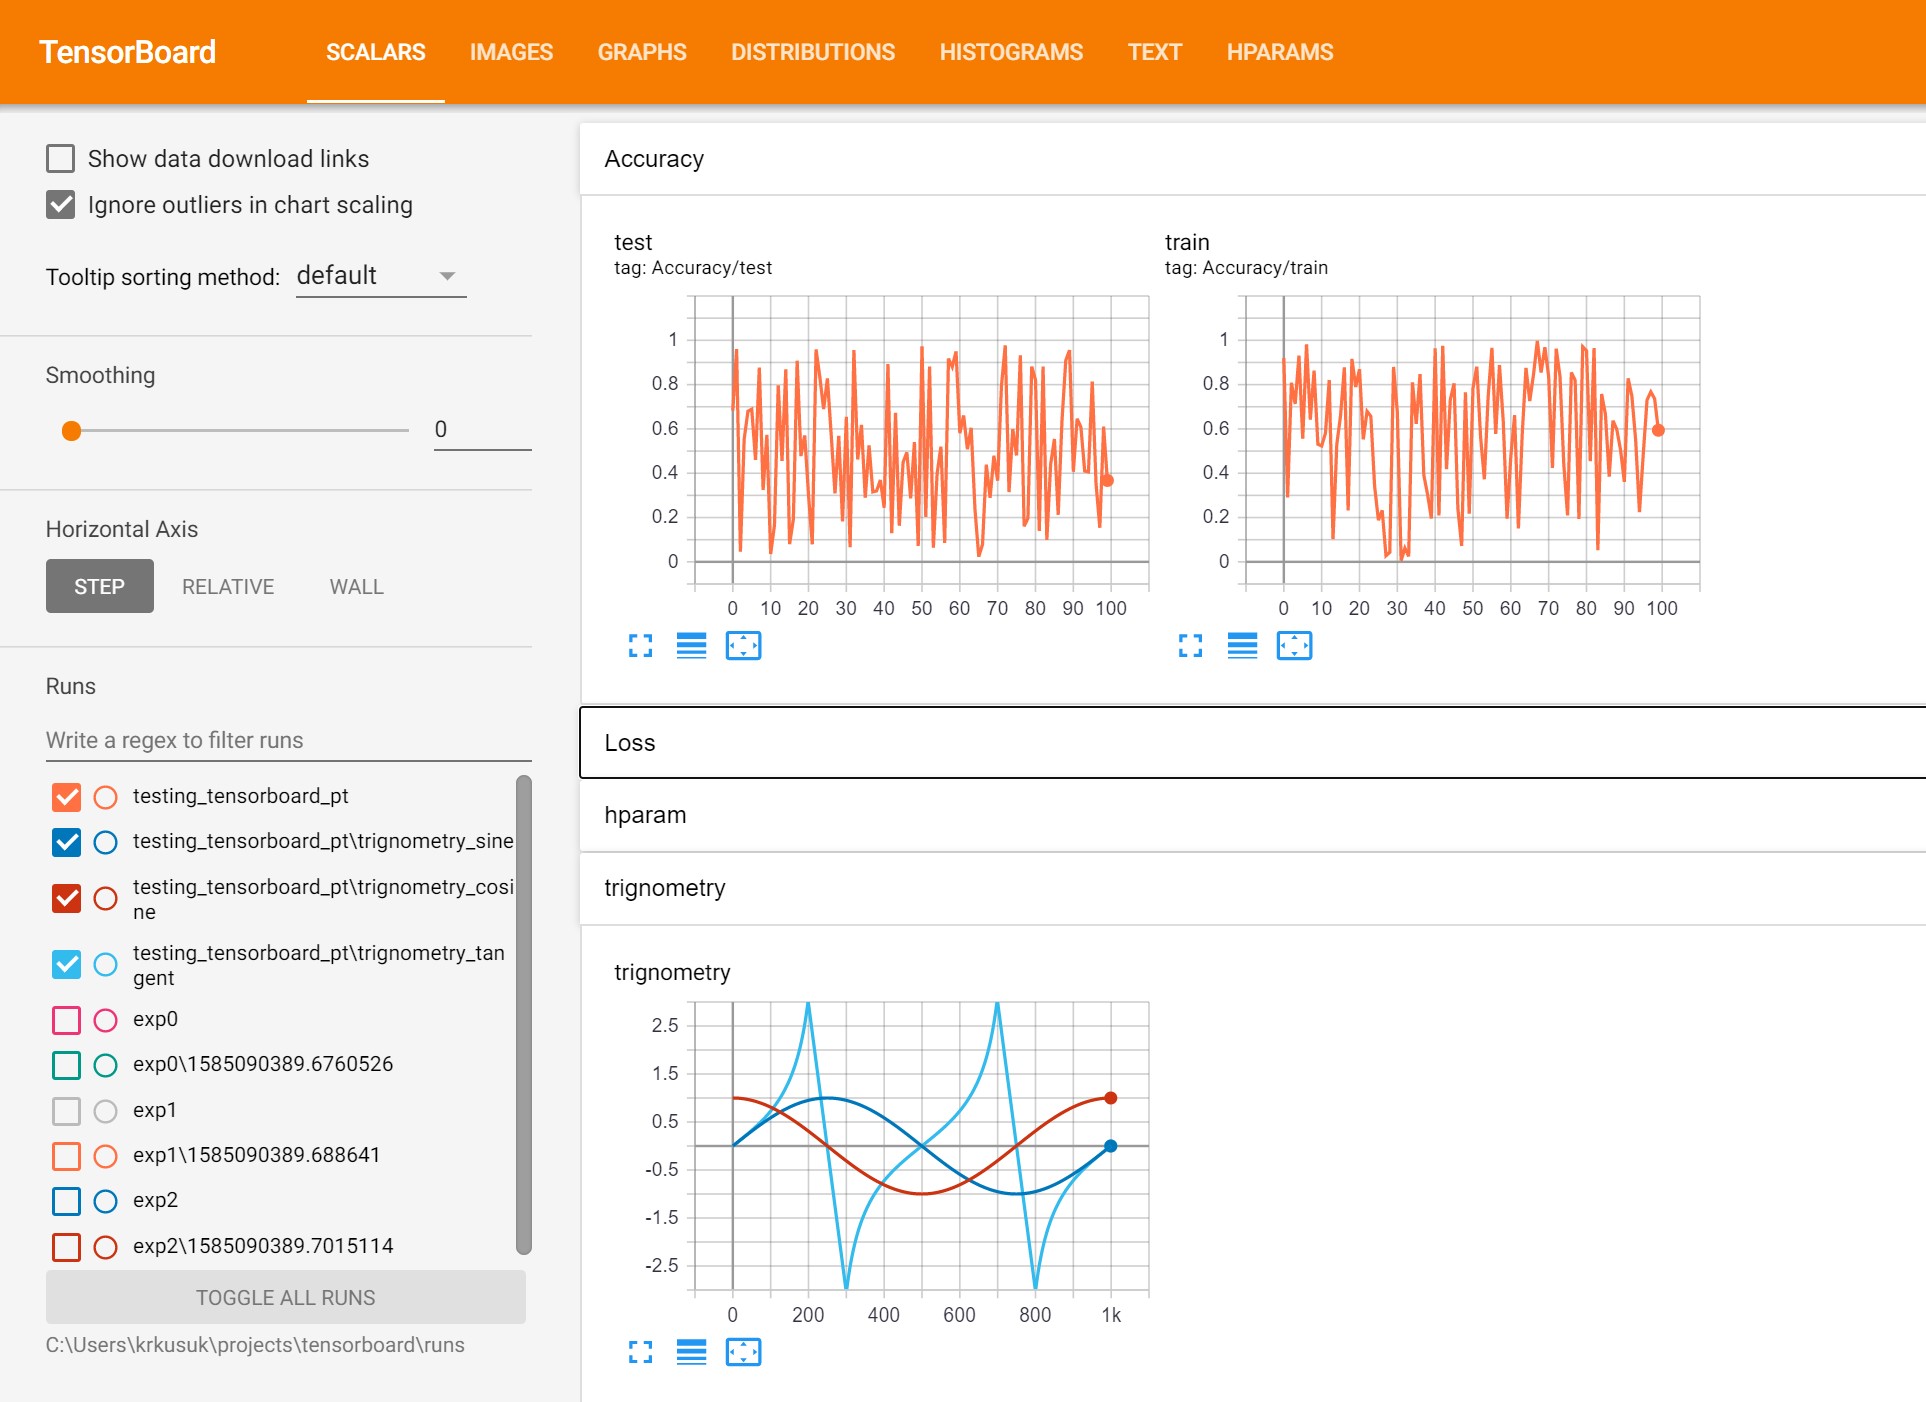 TensorBoard
SCALARS
IMAGES
GRAPHS
DISTRIBUTIONS
HISTOGRAMS
TEXT
HPARAMS
Show data download links
Ignore outliers in chart scaling
Tooltip sorting method: default
Smoothing
0
Horizontal Axis
STEP
RELATIVE
WALL
Runs
Write a regex to filter runs
testing_tensorboard_pt
testing_tensorboard_pt\trignometry_sine
testing_tensorboard_pt\trignometry_cosi
ne
testing_tensorboard_pt\trignometry_tan
gent
exp0
exp0\1585090389.6760526
exp1
exp1\1585090389.688641
exp2
exp2\1585090389.7015114
TOGGLE ALL RUNS
C:\Users\krkusuk\projects\tensorboard\runs
Accuracy
test
tag: Accuracy/test
1
0.8
0.6
0.4
0.2
0
0 10 20 30 40 50 60 70 80 90 100
train
tag: Accuracy/train
1
0.8
0.6
0.4
0.2
0
0 10 20 30 40 50 60 70 80 90 100
Loss
hparam
trignometry
trignometry
2.5
1.5
0.5
-0.5
-1.5
-2.5
0 200 400 600 800 1k